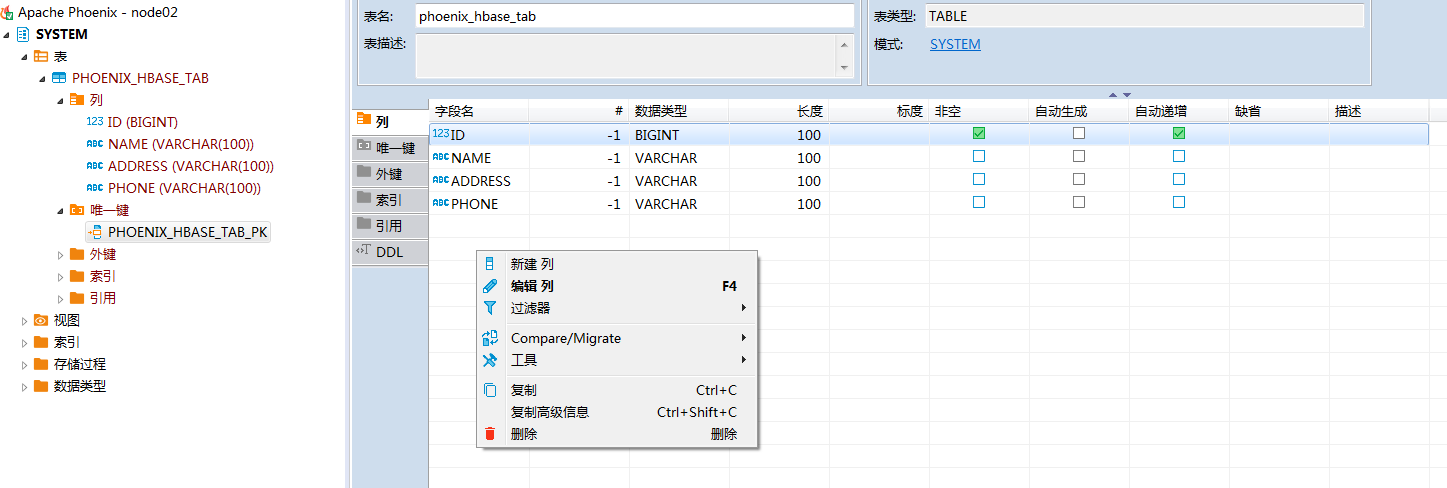 Apache Phoenix - node02
SYSTEM
表
PHOENIX_HBASE_TAB
列
123 ID (BIGINT)
ABC NAME (VARCHAR(100))
ABC ADDRESS (VARCHAR(100))
ABC PHONE (VARCHAR(100))
唯一键
PHOENIX_HBASE_TAB_PK
外键
索引
引用
视图
索引
存储过程
数据类型
表名: phoenix_hbase_tab
表描述:
表类型: TABLE
模式: SYSTEM
列
唯一键
外键
索引
引用
DDL
字段名 # 数据类型 长度 标度 非空 自动生成 自动递增 缺省 描述
123 ID -1 BIGINT 100
ABC NAME -1 VARCHAR 100
ABC ADDRESS -1 VARCHAR 100
ABC PHONE -1 VARCHAR 100
新建 列
编辑 列 F4
过滤器
Compare/Migrate
工具
复制 Ctrl+C
复制高级信息 Ctrl+Shift+C
删除 删除